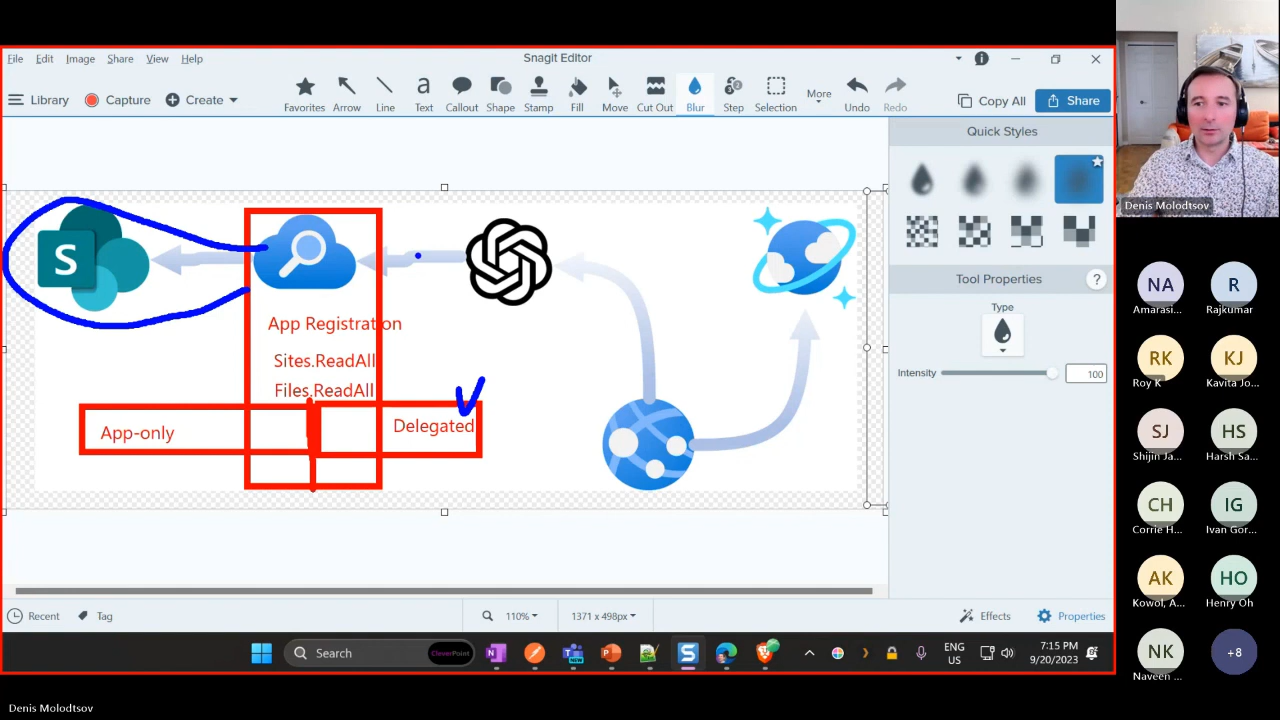 Snagit Editor
File Edit Image Share View Help
Library Capture Create
Favorites Arrow Line Text Callout Shape Stamp Fill Move Cut Out Blur Step Selection More Undo Redo
Copy All Share
Quick Styles
Denis Molodtsov
S
App Registration
Sites.ReadAll
Files.ReadAll
App-only
Delegated
Tool Properties ?
Type
Intensity 100
NA
Amarasi...
R
Rajkumar
RK
Roy K
KJ
Kavita Jo...
SJ
Shijin Ja...
HS
Harsh Sa...
CH
Corrie H...
IG
Ivan Gor...
AK
Kowol, A...
HO
Henry Oh
NK
Naveen ...
+8
Recent Tag 110% 1371 x 498px Effects Properties
Search CleverPoint
ENG
US
7:15 PM
9/20/2023
Denis Molodtsov